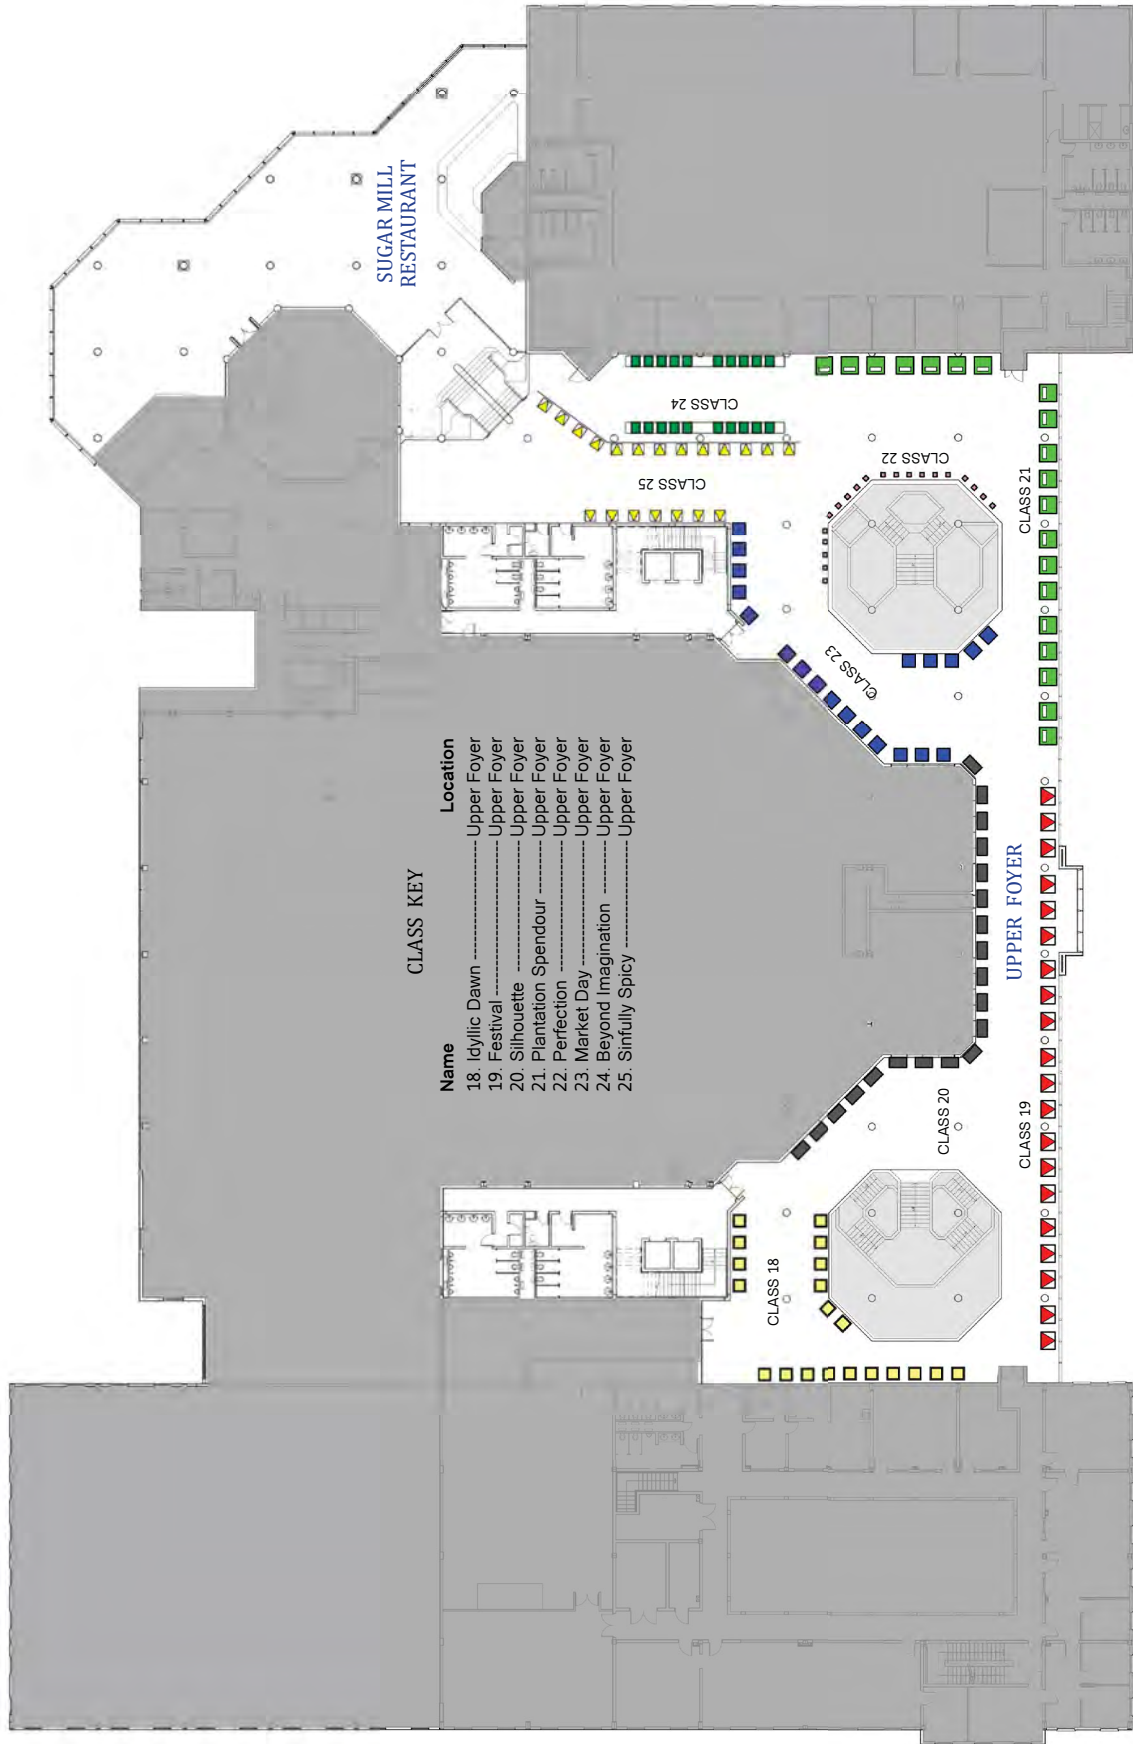 SUGAR MILL
RESTAURANT
CLASS KEY
Name Location
18. Idyllic Dawn ---------------------- Upper Foyer
19. Festival ---------------------------- Upper Foyer
20. Silhouette ------------------------- Upper Foyer
21. Plantation Spendour --------- Upper Foyer
22. Perfection ------------------------ Upper Foyer
23. Market Day --------------------- Upper Foyer
24. Beyond Imagination --------- Upper Foyer
25. Sinfully Spicy ------------------- Upper Foyer
CLASS 18
CLASS 20
CLASS 19
UPPER FOYER
CLASS 23
CLASS 25
CLASS 24
CLASS 22
CLASS 21